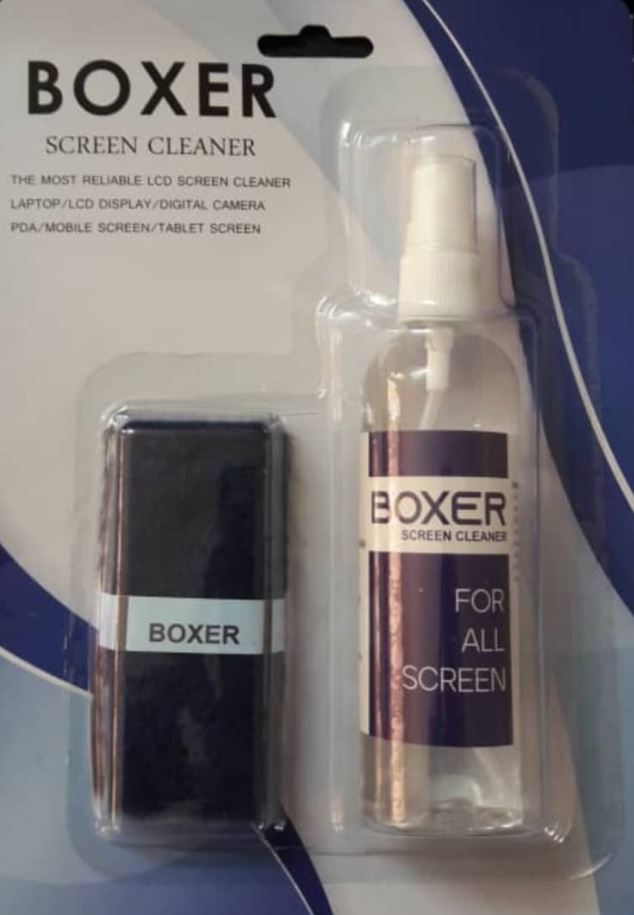 BOXER
SCREEN CLEANER
THE MOST RELIABLE LCD SCREEN CLEANER
LAPTOP/LCD DISPLAY/DIGITAL CAMERA
PDA/MOBILE SCREEN/TABLET SCREEN
BOXER
SCREEN CLEANER
FOR
ALL
SCREEN
BOXER